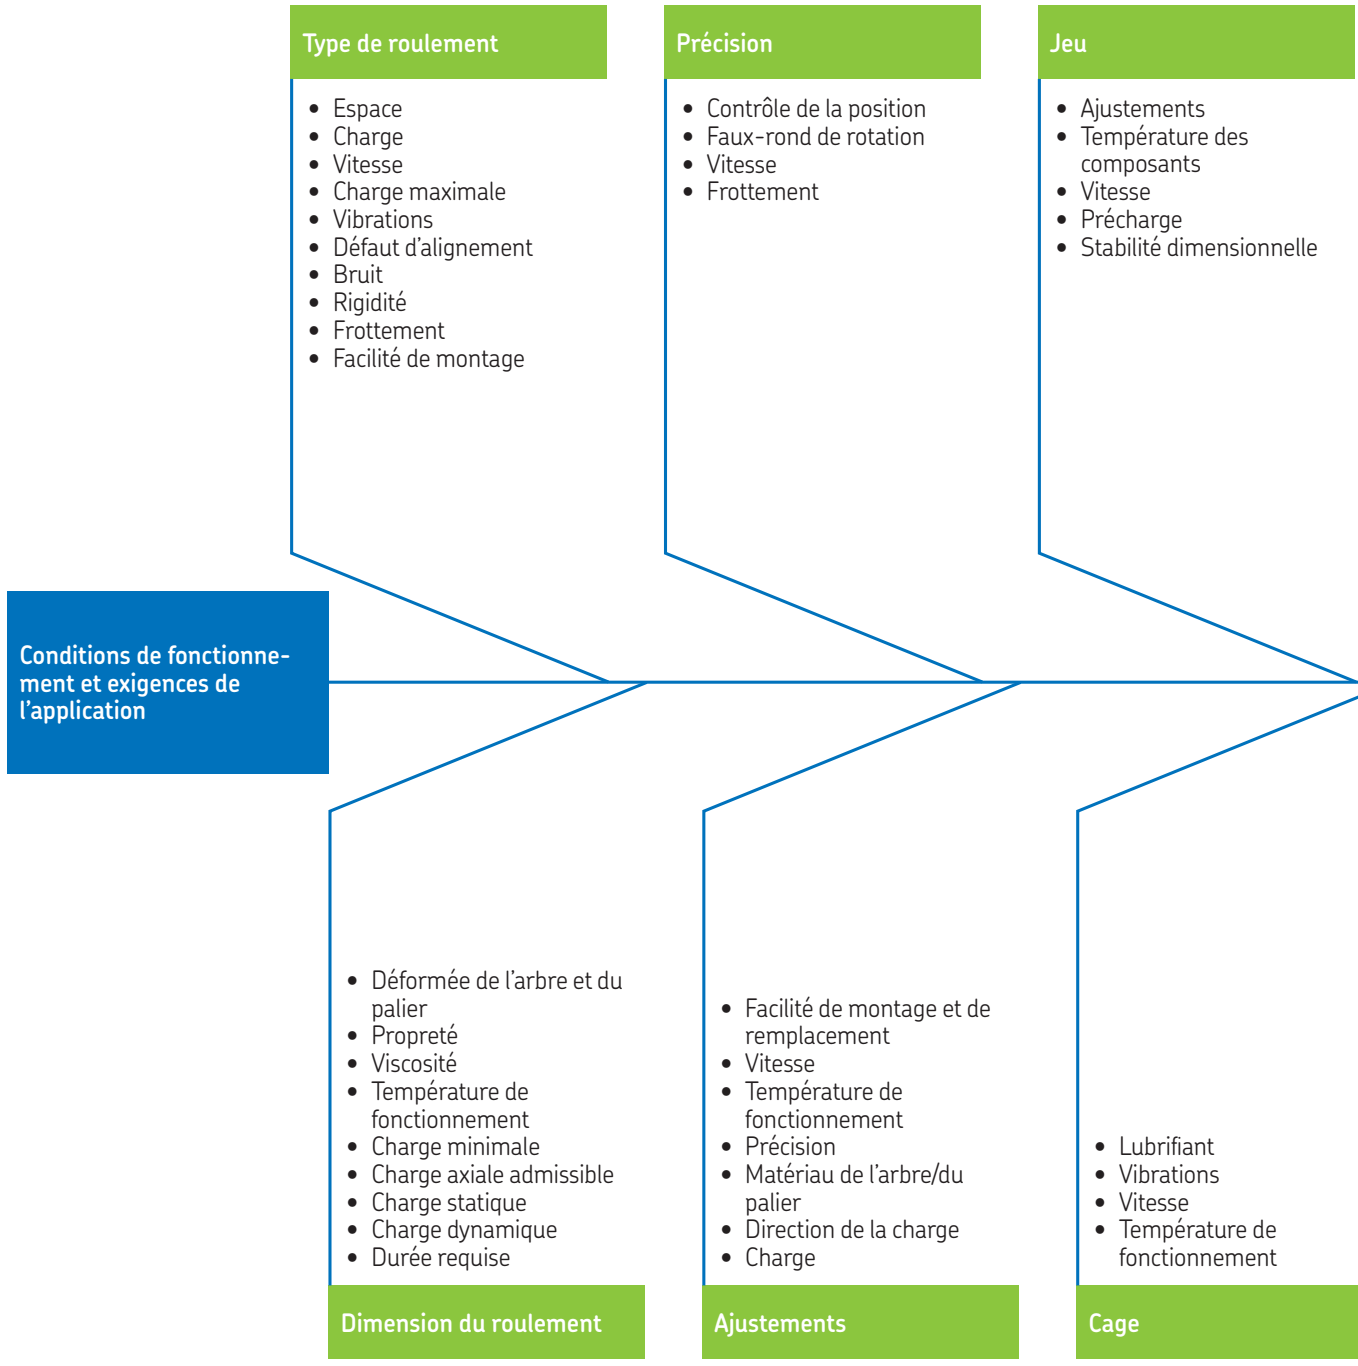 Type de roulement
• Espace
• Charge
• Vitesse
• Charge maximale
• Vibrations
• Défaut d’alignement
• Bruit
• Rigidité
• Frottement
• Facilité de montage
Précision
• Contrôle de la position
• Faux-rond de rotation
• Vitesse
• Frottement
Jeu
• Ajustements
• Température des
composants
• Vitesse
• Précharge
• Stabilité dimensionnelle
Conditions de fonctionne-
ment et exigences de
l’application
• Déformée de l’arbre et du
palier
• Propreté
• Viscosité
• Température de
fonctionnement
• Charge minimale
• Charge axiale admissible
• Charge statique
• Charge dynamique
• Durée requise
Dimension du roulement
• Facilité de montage et de
remplacement
• Vitesse
• Température de
fonctionnement
• Précision
• Matériau de l’arbre/du
palier
• Direction de la charge
• Charge
Ajustements
• Lubrifiant
• Vibrations
• Vitesse
• Température de
fonctionnement
Cage